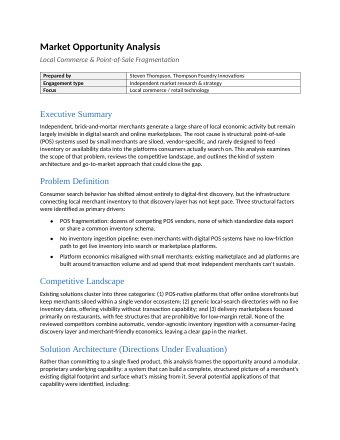 Market Opportunity Analysis
Local Commerce & Point-of-Sale Fragmentation
Prepared by Steven Thompson, Thompson Foundry Innovations
Engagement type Independent market research & strategy
Focus Local commerce / retail technology
Executive Summary
Independent, brick-and-mortar merchants generate a large share of local economic activity but remain
largely invisible in digital search and online marketplaces. The root cause is structural: point-of-sale
(POS) systems used by small merchants are siloed, vendor-specific, and rarely designed to feed
inventory or availability data into the platforms consumers actually search on. This analysis examines
the scope of that problem, reviews the competitive landscape, and outlines the kind of system
architecture and go-to-market approach that could close the gap.
Problem Definition
Consumer search behavior has shifted almost entirely to digital-first discovery, but the infrastructure
connecting local merchant inventory to that discovery layer has not kept pace. Three structural factors
were identified as primary drivers:
• POS fragmentation: dozens of competing POS vendors, none of which standardize data export
or share a common inventory schema.
• No inventory ingestion pipeline: even merchants with digital POS systems have no low-friction
path to get live inventory into search or marketplace platforms.
• Platform economics misaligned with small merchants: existing marketplace and ad platforms are
built around transaction volume and ad spend that most independent merchants can't sustain.
Competitive Landscape
Existing solutions cluster into three categories: (1) POS-native platforms that offer online storefronts but
keep merchants siloed within a single vendor ecosystem; (2) generic local-search directories with no live
inventory data, offering visibility without transaction capability; and (3) delivery marketplaces focused
primarily on restaurants, with fee structures that are prohibitive for low-margin retail. None of the
reviewed competitors combine automatic, vendor-agnostic inventory ingestion with a consumer-facing
discovery layer and merchant-friendly economics, leaving a clear gap in the market.
Solution Architecture (Directions Under Evaluation)
Rather than committing to a single fixed product, this analysis frames the opportunity around a modular,
proprietary underlying capability: a system that can build a complete, structured picture of a merchant's
existing digital footprint and surface what's missing from it. Several potential applications of that
capability were identified, including: